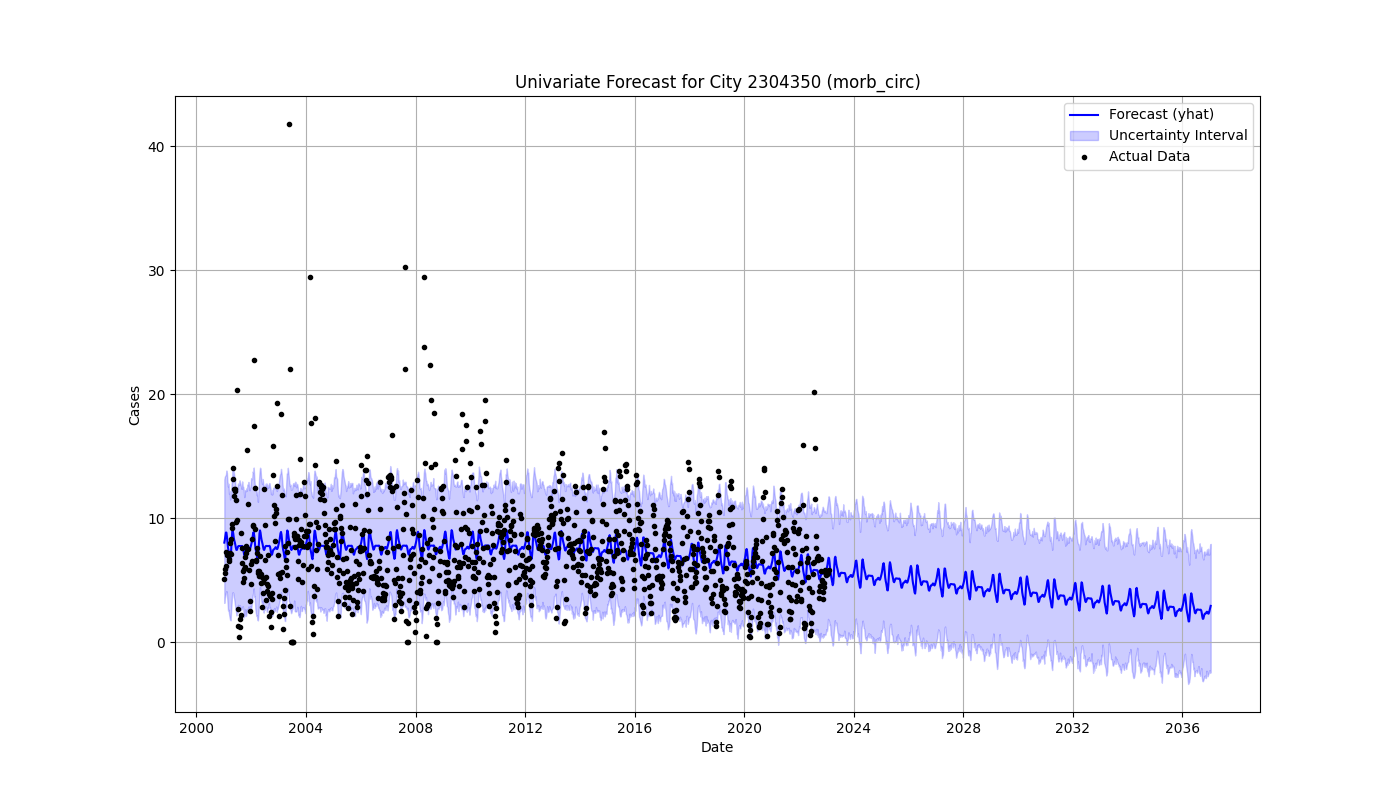 Univariate Forecast for City 2304350 (morb_circ)
Forecast (yhat)
Uncertainty Interval
Actual Data
Cases
40
30
20
10
0
2000 2004 2008 2012 2016 2020 2024 2028 2032 2036
Date